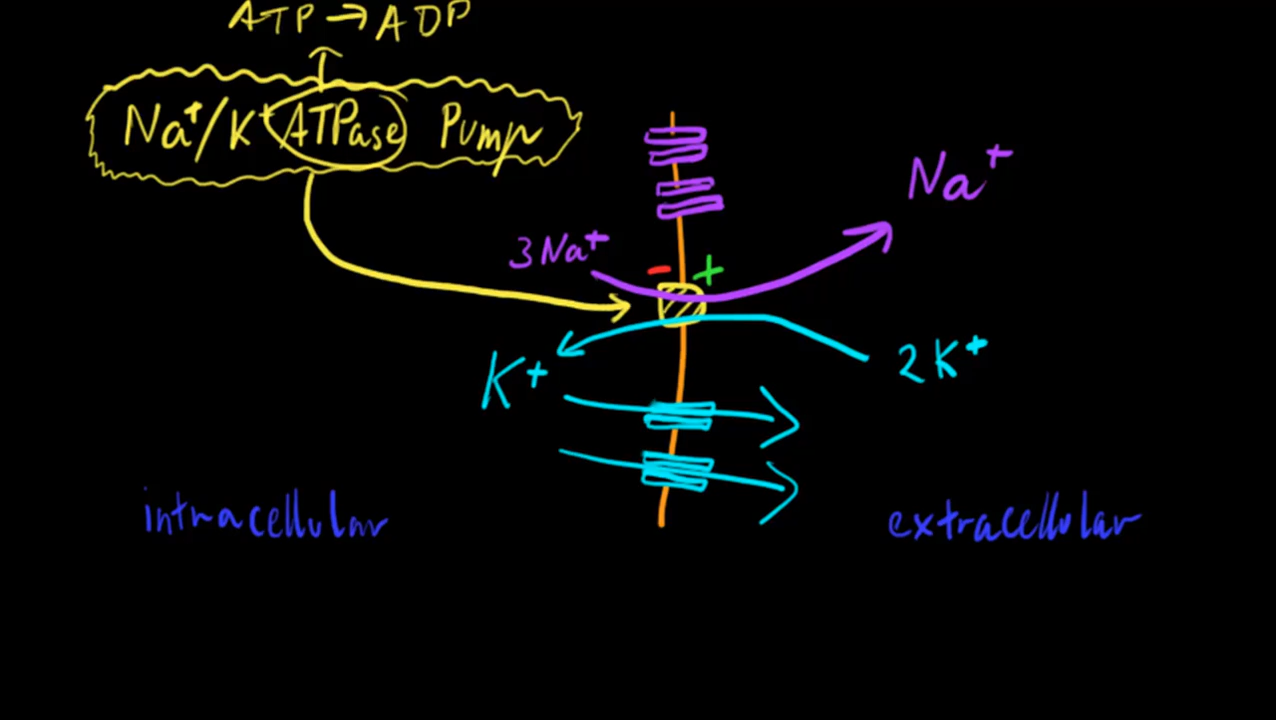 ATP → ADP
Na⁺/K⁺ ATPase Pump
Na⁺
3Na⁺
- +
2K⁺
K⁺
intracellular
extracellular